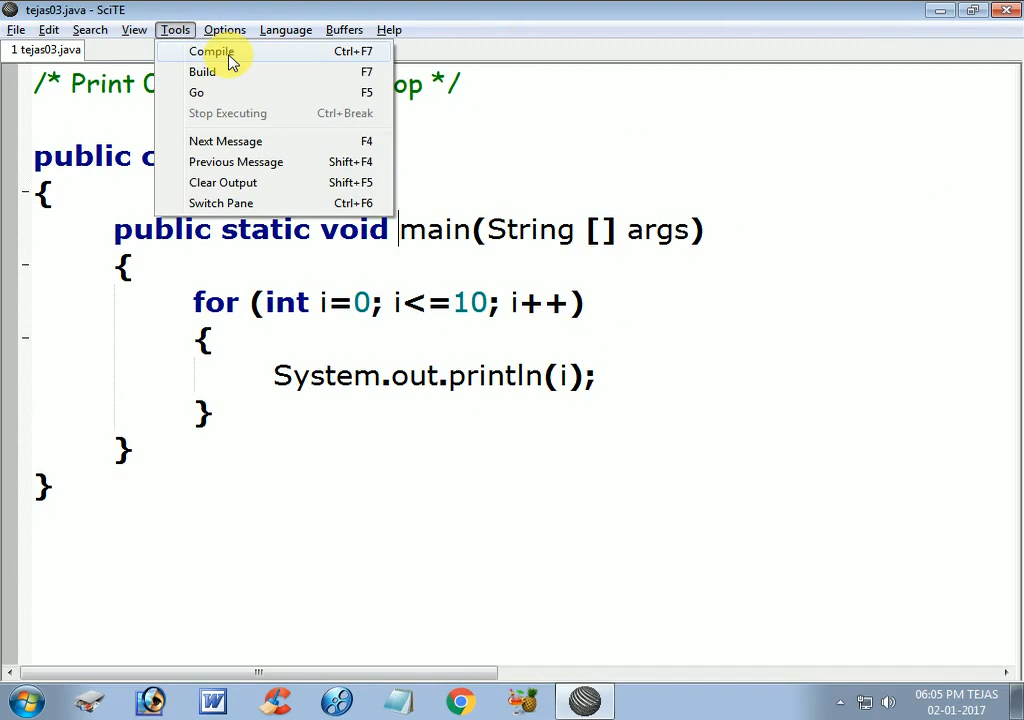 tejas03.java - SciTE
File Edit Search View Tools Options Language Buffers Help
1 tejas03.java
Compile Ctrl+F7
Build F7
Go F5
Stop Executing Ctrl+Break
Next Message F4
Previous Message Shift+F4
Clear Output Shift+F5
Switch Pane Ctrl+F6
/* Print op */
public
{
public static void main(String [] args)
{
for (int i=0; i<=10; i++)
{
System.out.println(i);
}
}
}
06:05 PM TEJAS
02-01-2017